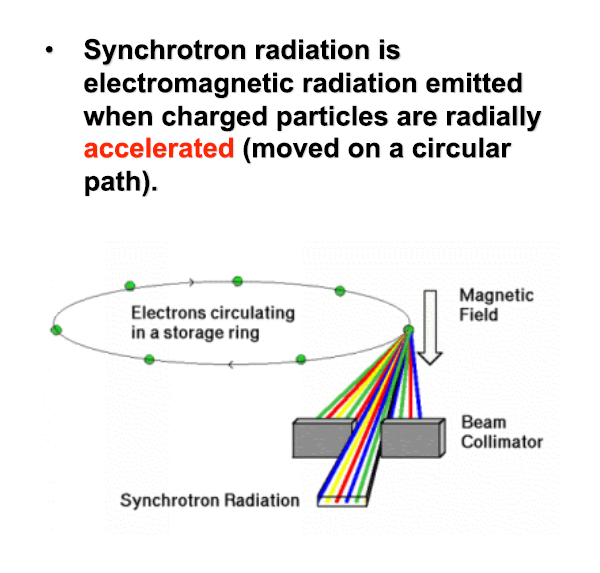 • Synchrotron radiation is
electromagnetic radiation emitted
when charged particles are radially
accelerated (moved on a circular
path).
Electrons circulating
in a storage ring
Magnetic
Field
Beam
Collimator
Synchrotron Radiation